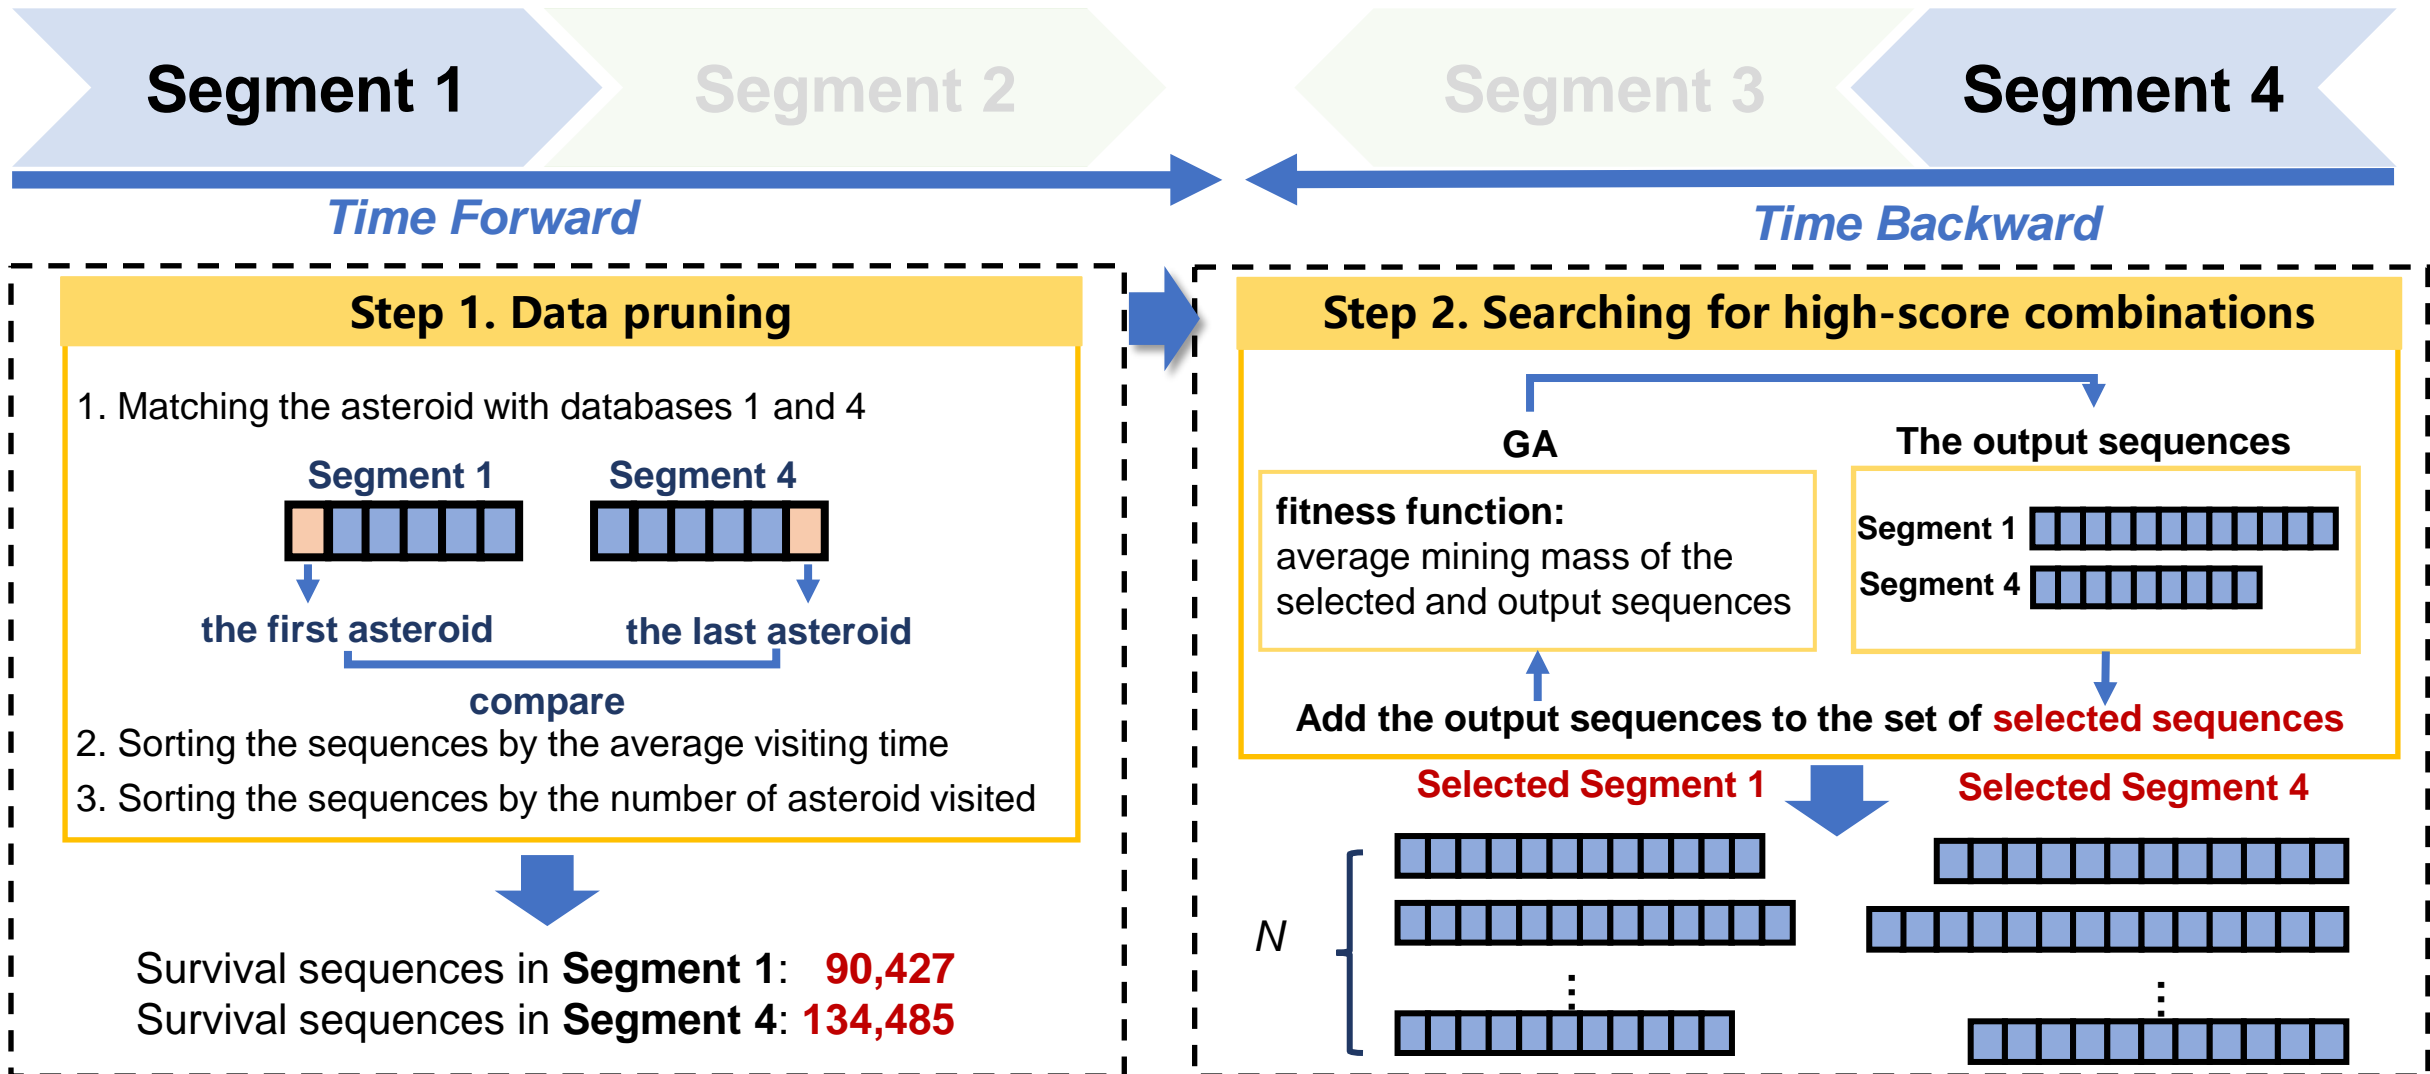 Segment 1
Segment 2
Segment 3
Segment 4
Time Forward
Time Backward
Step 1. Data pruning
1. Matching the asteroid with databases 1 and 4
Segment 1
Segment 4
the first asteroid
the last asteroid
compare
2. Sorting the sequences by the average visiting time
3. Sorting the sequences by the number of asteroid visited
Survival sequences in Segment 1: 90,427
Survival sequences in Segment 4: 134,485
Step 2. Searching for high-score combinations
GA
fitness function:
average mining mass of the
selected and output sequences
The output sequences
Segment 1
Segment 4
Add the output sequences to the set of selected sequences
Selected Segment 1
Selected Segment 4
N